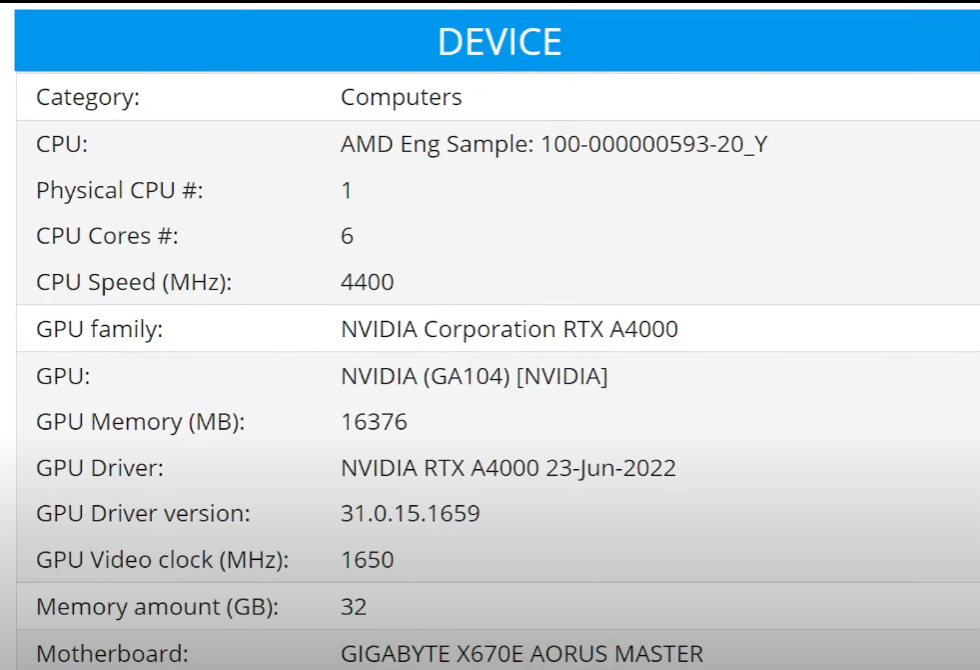 DEVICE
Category: Computers
CPU: AMD Eng Sample: 100-000000593-20_Y
Physical CPU #: 1
CPU Cores #: 6
CPU Speed (MHz): 4400
GPU family: NVIDIA Corporation RTX A4000
GPU: NVIDIA (GA104) [NVIDIA]
GPU Memory (MB): 16376
GPU Driver: NVIDIA RTX A4000 23-Jun-2022
GPU Driver version: 31.0.15.1659
GPU Video clock (MHz): 1650
Memory amount (GB): 32
Motherboard: GIGABYTE X670E AORUS MASTER